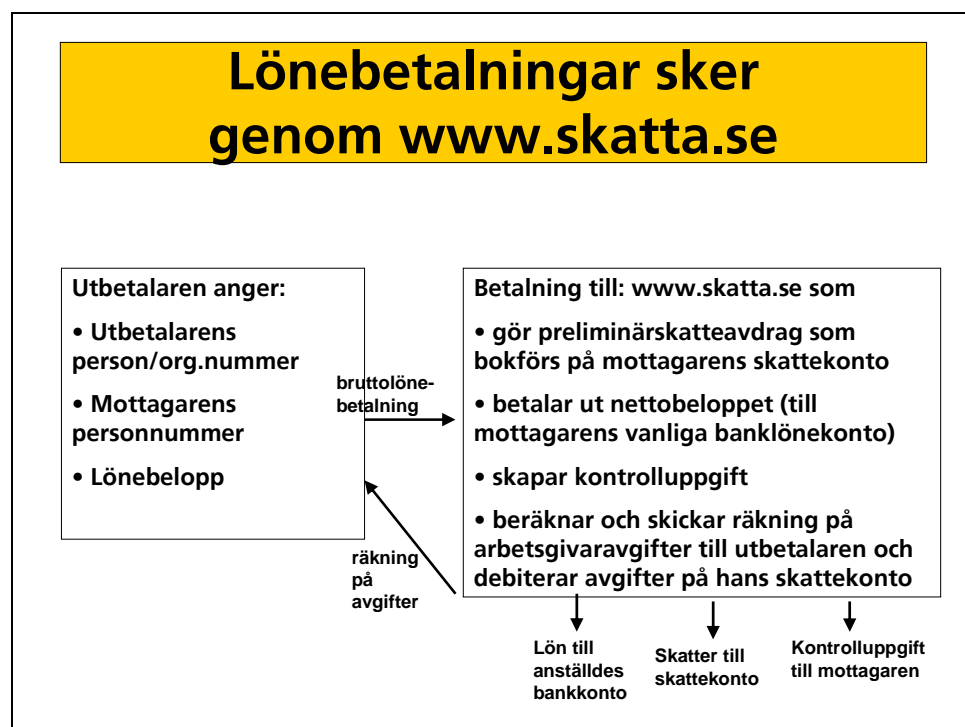 Lönebetalningar sker
genom www.skatta.se
Utbetalaren anger:
• Utbetalarens
person/org.nummer
• Mottagarens
personnummer
• Lönebelopp
bruttolöne-
betalning
räkning
på
avgifter
Betalning till: www.skatta.se som
• gör preliminärskatteavdrag som
bokförs på mottagarens skattekonto
• betalar ut nettobeloppet (till
mottagarens vanliga banklönekonto)
• skapar kontrolluppgift
• beräknar och skickar räkning på
arbetsgivaravgifter till utbetalaren och
debiterar avgifter på hans skattekonto
Lön till
anställdes
bankkonto
Skatter till
skattekonto
Kontrolluppgift
till mottagaren